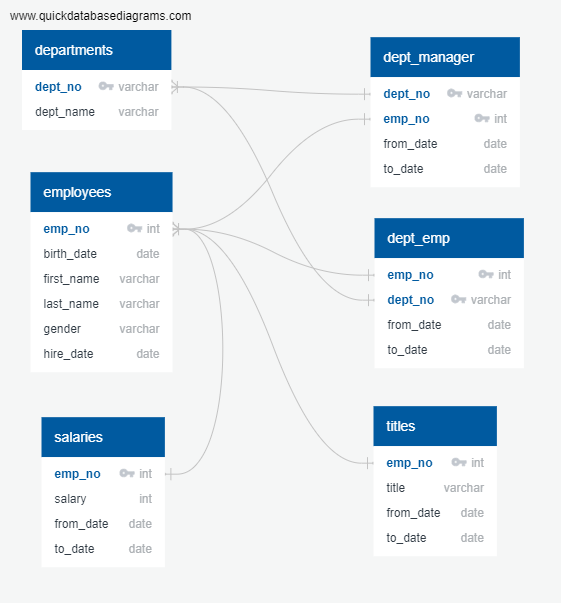 www.quickdatabasediagrams.com
departments
dept_no varchar
dept_name varchar
employees
emp_no int
birth_date date
first_name varchar
last_name varchar
gender varchar
hire_date date
salaries
emp_no int
salary int
from_date date
to_date date
dept_manager
dept_no varchar
emp_no int
from_date date
to_date date
dept_emp
emp_no int
dept_no varchar
from_date date
to_date date
titles
emp_no int
title varchar
from_date date
to_date date